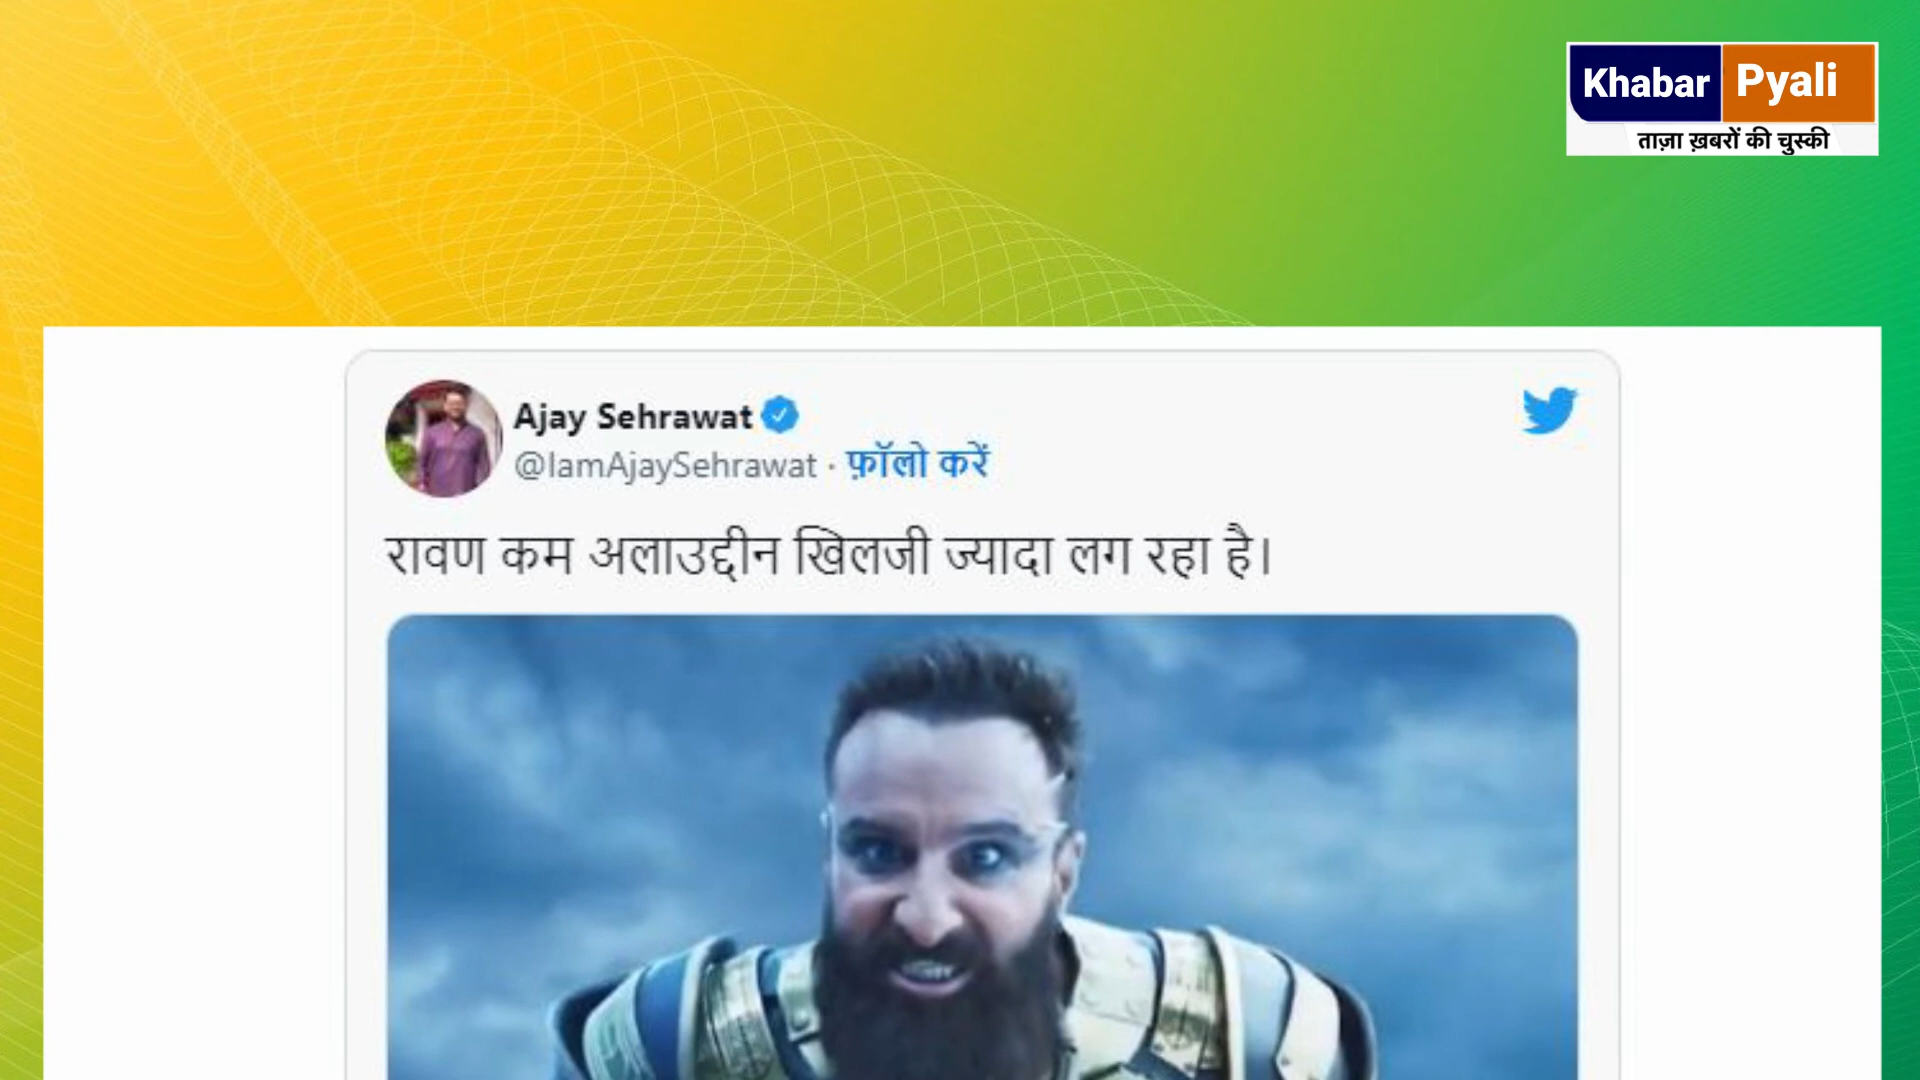 Khabar Pyali
ताज़ा ख़बरों की चुस्की
Ajay Sehrawat
@IamAjaySehrawat · फ़ॉलो करें
रावण कम अलाउद्दीन खिलजी ज्यादा लग रहा है।